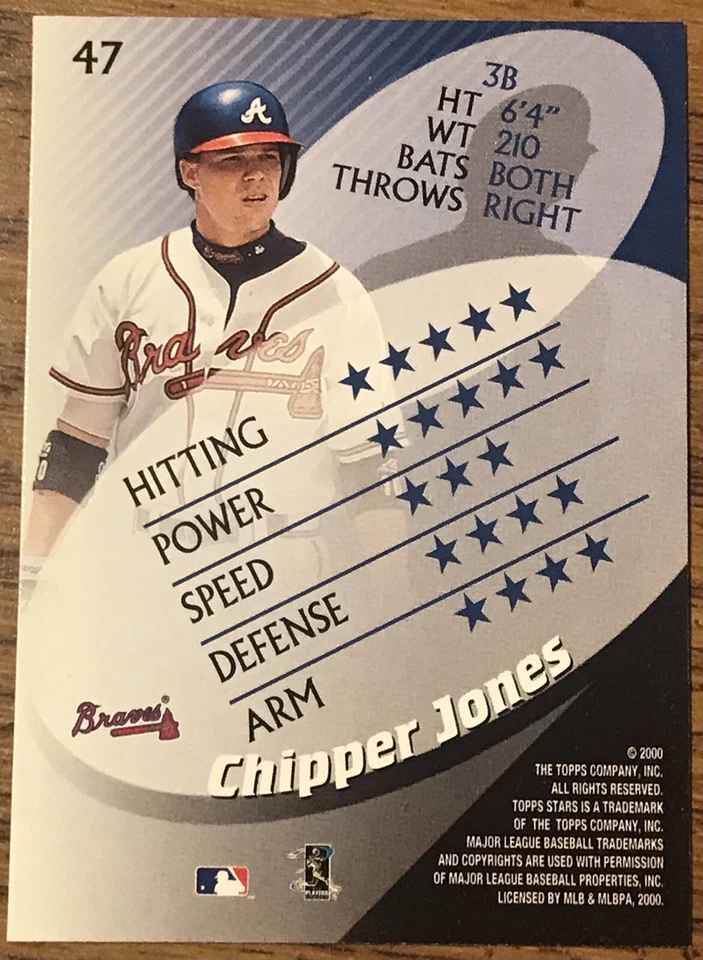 47
3B
HT 6'4"
WT 210
BATS BOTH
THROWS RIGHT
A
Braves
HITTING ★★★★★
POWER ★★★★★
SPEED ★★★
DEFENSE ★★★★
ARM ★★★★
Braves®
Chipper Jones
© 2000
THE TOPPS COMPANY, INC.
ALL RIGHTS RESERVED.
TOPPS STARS IS A TRADEMARK
OF THE TOPPS COMPANY, INC.
MAJOR LEAGUE BASEBALL TRADEMARKS
AND COPYRIGHTS ARE USED WITH PERMISSION
OF MAJOR LEAGUE BASEBALL PROPERTIES, INC.
LICENSED BY MLB & MLBPA, 2000.
PLAYERS